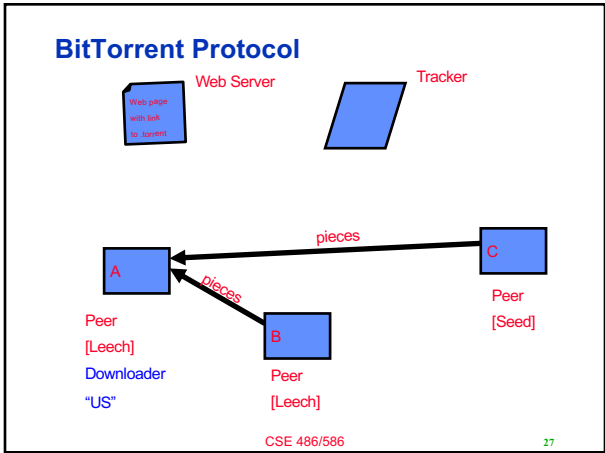 BitTorrent Protocol
Web Server
Tracker
Web page
with link
to .torrent
pieces
C
A
pieces
Peer
[Seed]
Peer
[Leech]
Downloader
“US”
B
Peer
[Leech]
CSE 486/586
27